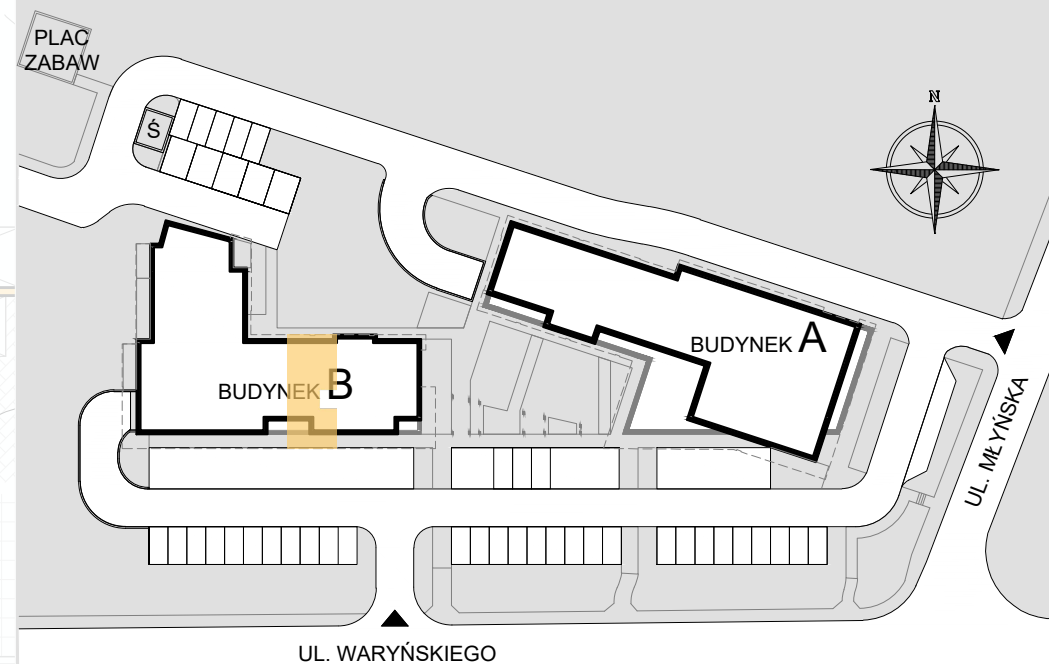 PLAC
ZABAW
Ś
N
BUDYNEK A
BUDYNEK B
UL. MŁYŃSKA
UL. WARYŃSKIEGO